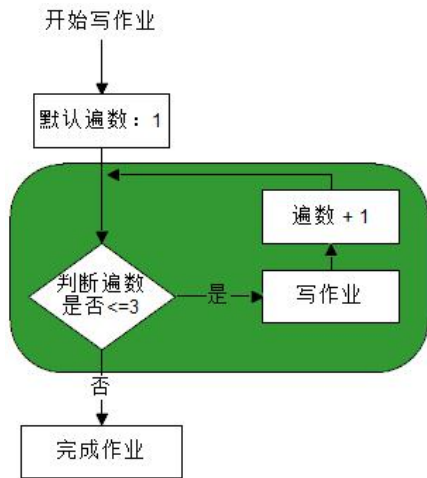 开始写作业
默认遍数：1
遍数 + 1
判断遍数
是否<=3
是
写作业
否
完成作业